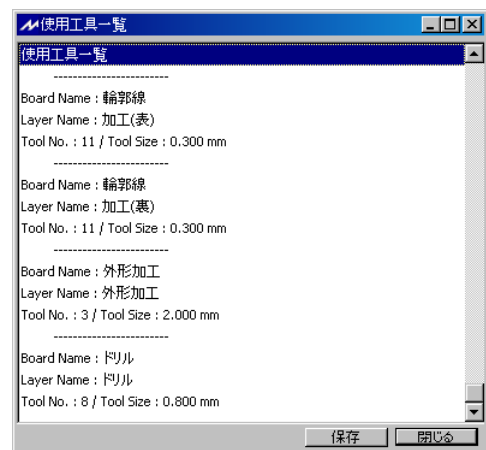 使用工具一覧
使用工具一覧
------------------------
Board Name : 輪郭線
Layer Name : 加工(表)
Tool No. : 11 / Tool Size : 0.300 mm
------------------------
Board Name : 輪郭線
Layer Name : 加工(裏)
Tool No. : 11 / Tool Size : 0.300 mm
------------------------
Board Name : 外形加工
Layer Name : 外形加工
Tool No. : 3 / Tool Size : 2.000 mm
------------------------
Board Name : ドリル
Layer Name : ドリル
Tool No. : 8 / Tool Size : 0.800 mm
保存 閉じる